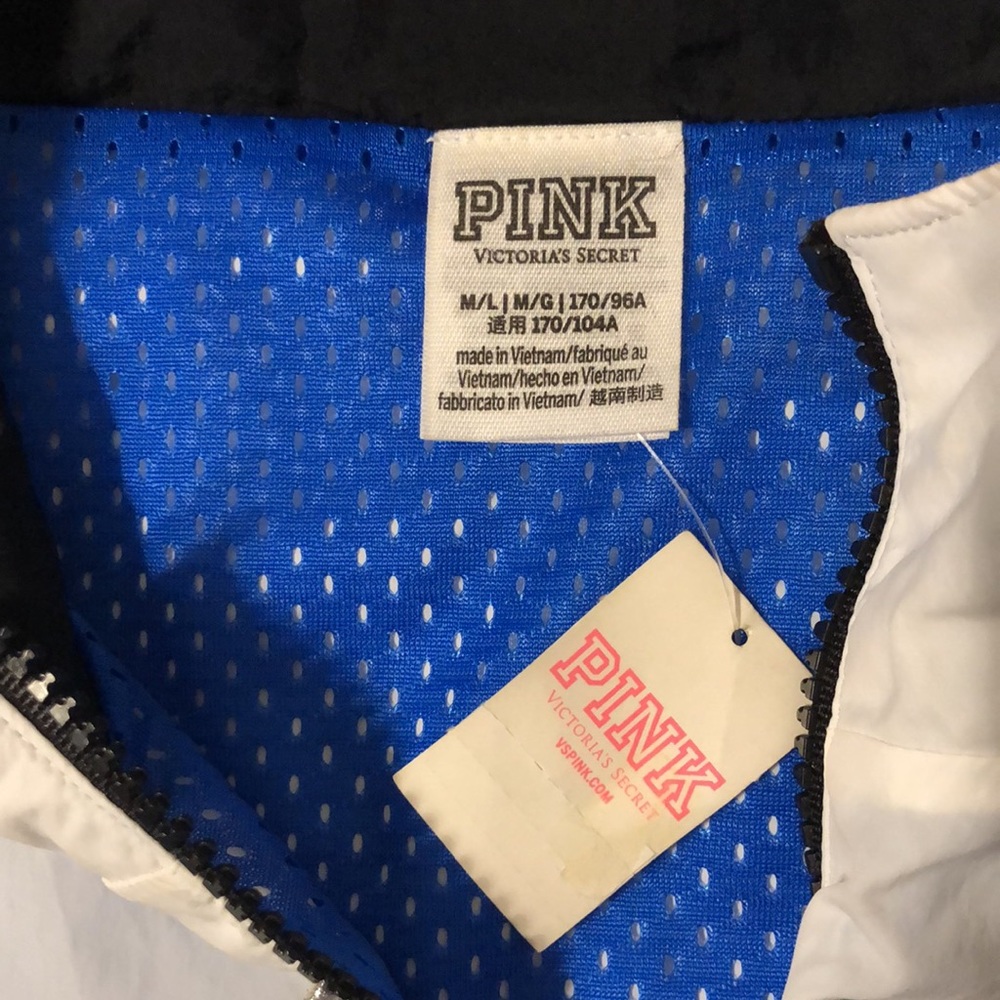 PINK
VICTORIA'S SECRET
M/L | M/G | 170/96A
适用 170/104A
made in Vietnam/fabriqué au
Vietnam/hecho en Vietnam/
fabbricato in Vietnam/ 越南制造
PINK
VICTORIA'S SECRET
VSPINK.COM